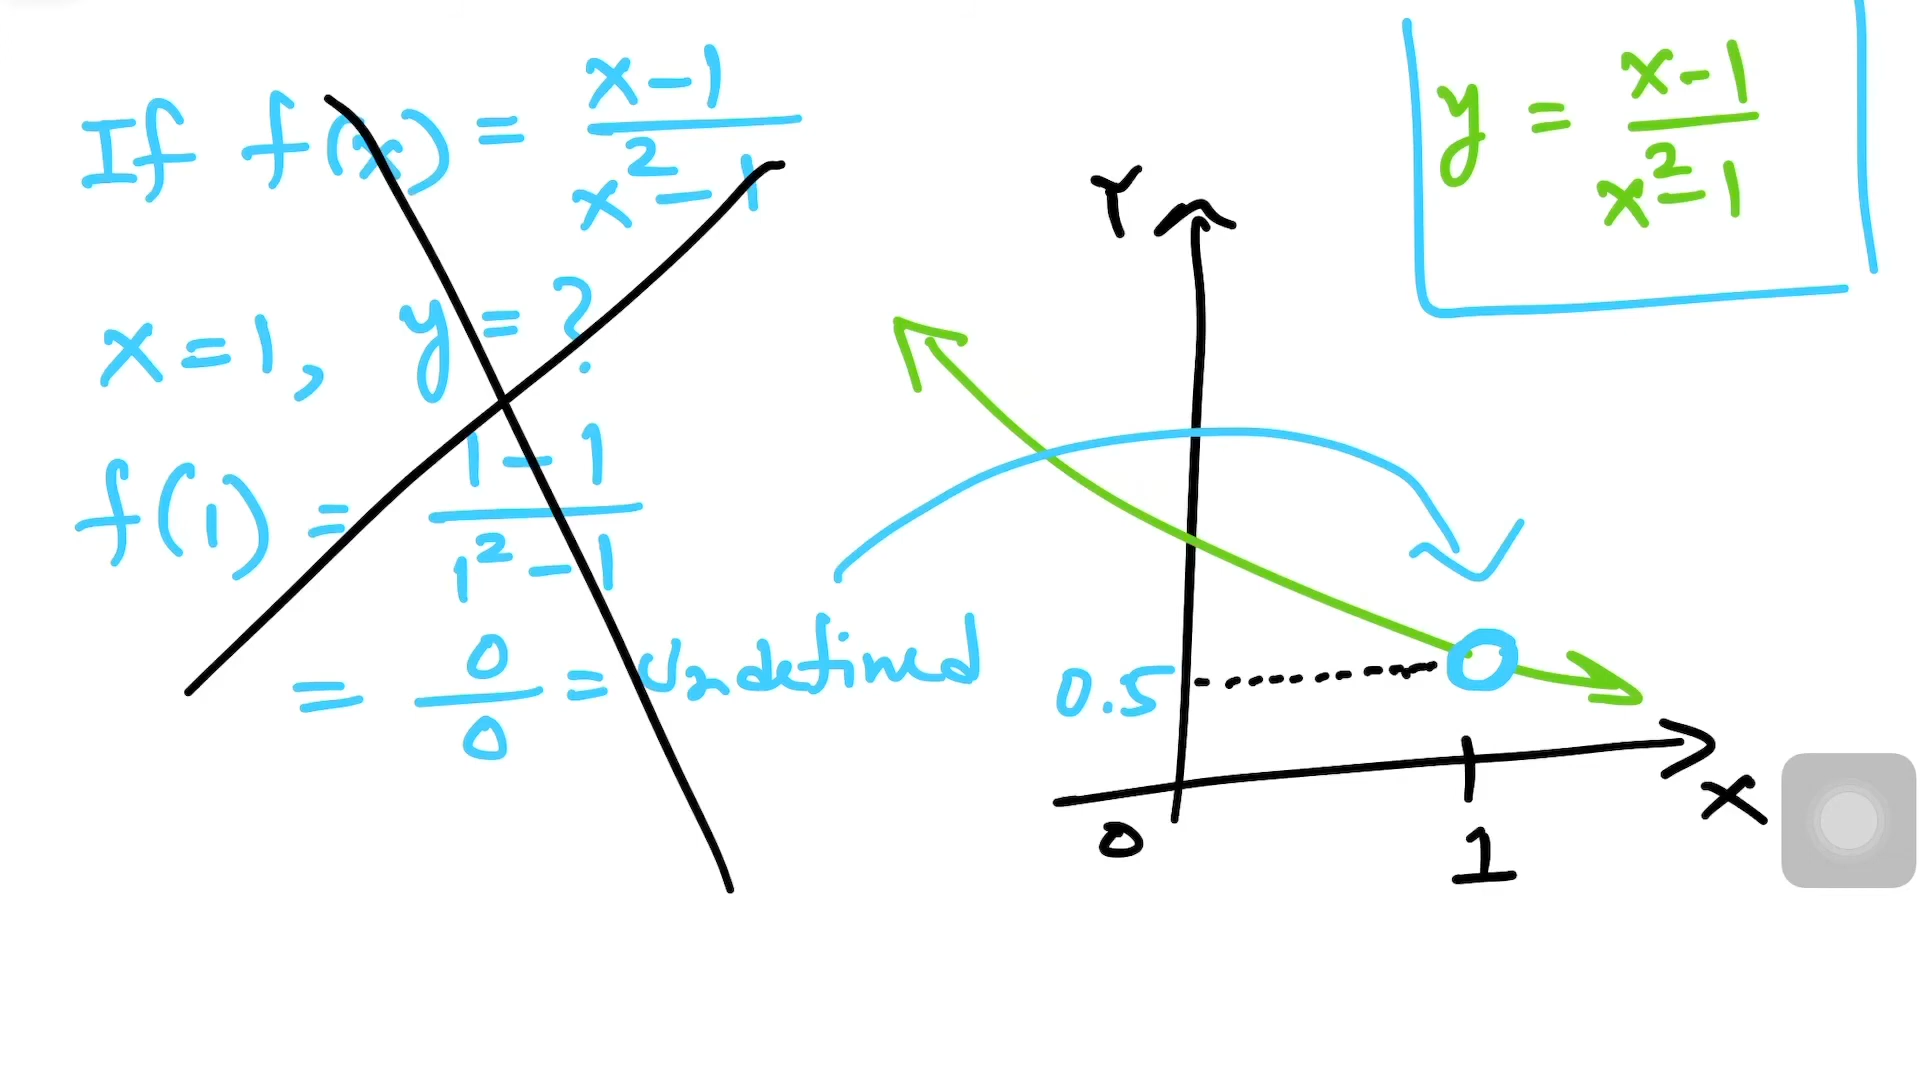 If f(x) = x-1 / x²-1
x=1, y=?
f(1) = 1-1 / 1²-1
= 0/0 = Undefined
y = x-1 / x²-1
Y
0.5
0
1
X